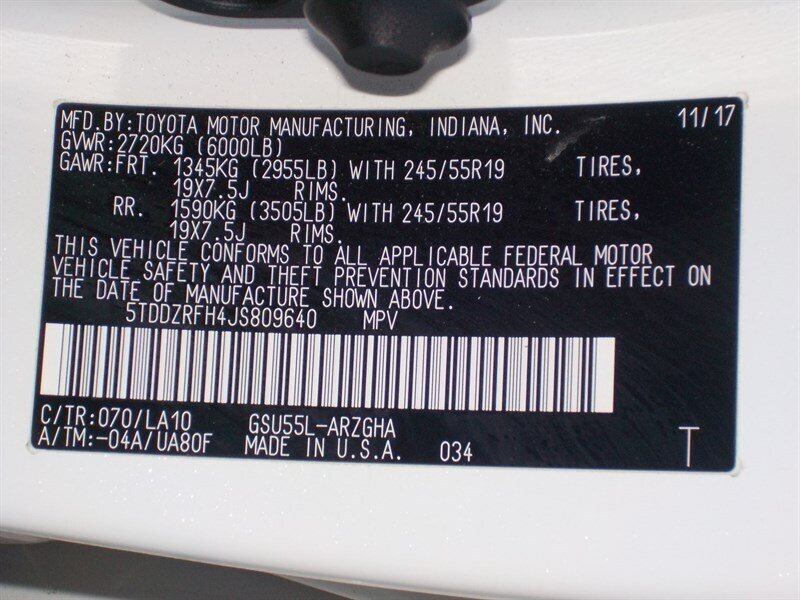 MFD.BY:TOYOTA MOTOR MANUFACTURING, INDIANA, INC. 11/17
GVWR:2720KG (6000LB)
GAWR:FRT. 1345KG (2955LB) WITH 245/55R19 TIRES,
19X7.5J RIMS.
RR. 1590KG (3505LB) WITH 245/55R19 TIRES,
19X7.5J RIMS.
THIS VEHICLE CONFORMS TO ALL APPLICABLE FEDERAL MOTOR
VEHICLE SAFETY AND THEFT PREVENTION STANDARDS IN EFFECT ON
THE DATE OF MANUFACTURE SHOWN ABOVE.
5TDDZRFH4JS809640 MPV
C/TR:070/LA10 GSU55L-ARZGHA
A/TM:-04A/UA80F MADE IN U.S.A. 034 T